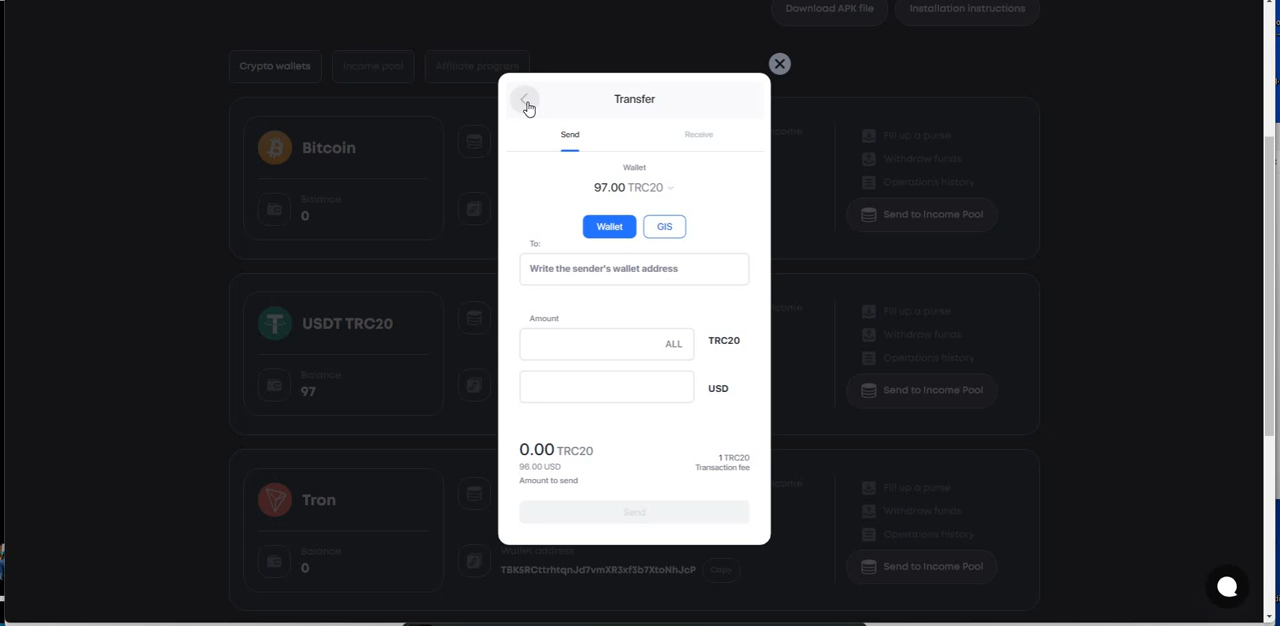 Download APK file
Installation instructions
Crypto wallets
Income pool
Affiliate program
Transfer
Send
Receive
Wallet
97.00 TRC20
Wallet
GIS
To:
Write the sender's wallet address
Amount
ALL
TRC20
USD
0.00 TRC20
96.00 USD
Amount to send
1 TRC20
Transaction fee
Send
Bitcoin
Balance
0
Fill up a purse
Withdraw funds
Operations history
Send to Income Pool
USDT TRC20
Balance
97
Fill up a purse
Withdraw funds
Operations history
Send to Income Pool
Tron
Balance
0
Wallet address
Copy
Fill up a purse
Withdraw funds
Operations history
Send to Income Pool